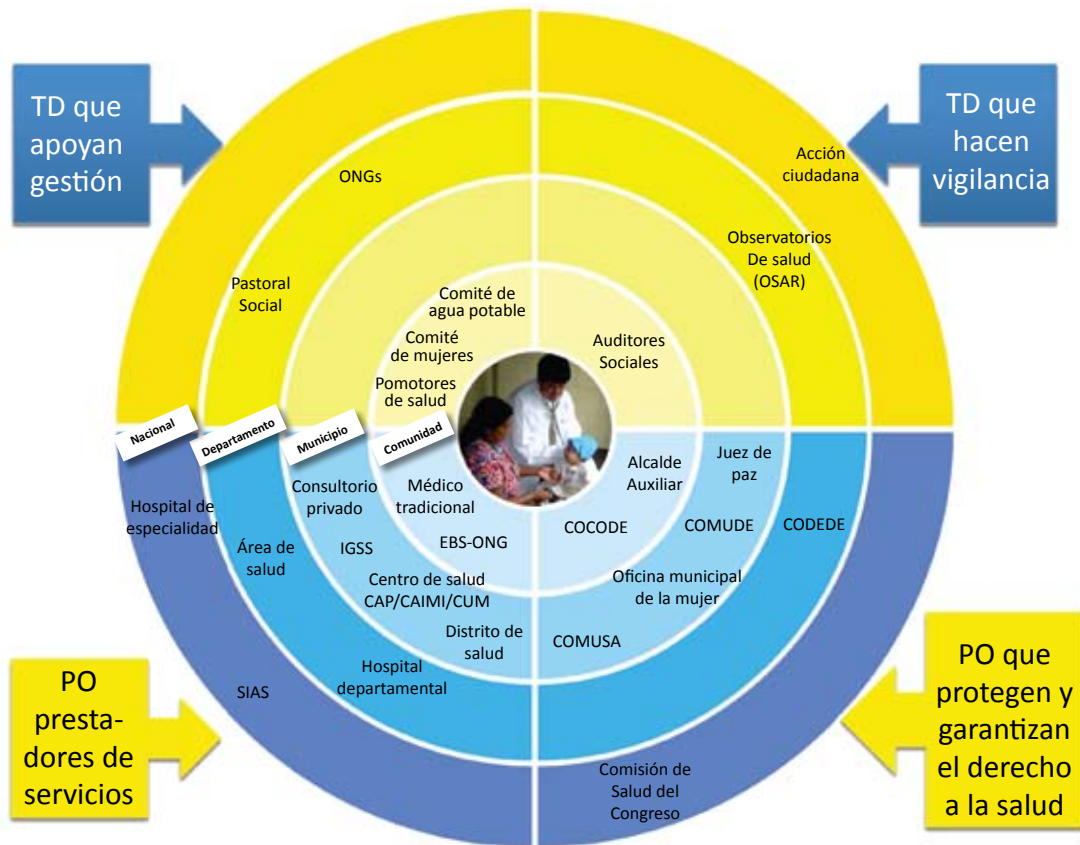 TD que
apoyan
gestión
TD que
hacen
vigilancia
ONGs
Acción
ciudadana
Pastoral
Social
Observatorios
De salud
(OSAR)
Comité de
agua potable
Comité
de mujeres
Pomotores
de salud
Auditores
Sociales
Nacional
Departamento
Municipio
Comunidad
Hospital de
especialidad
Área de
salud
Consultorio
privado
IGSS
Médico
tradicional
EBS-ONG
Centro de salud
CAP/CAIMI/CUM
Distrito de
salud
Hospital
departamental
SIAS
Alcalde
Auxiliar
Juez de
paz
COCODE
COMUDE
CODEDE
Oficina municipal
de la mujer
COMUSA
Comisión de
Salud del
Congreso
PO
presta-
dores de
servicios
PO que
protegen y
garantizan
el derecho
a la salud